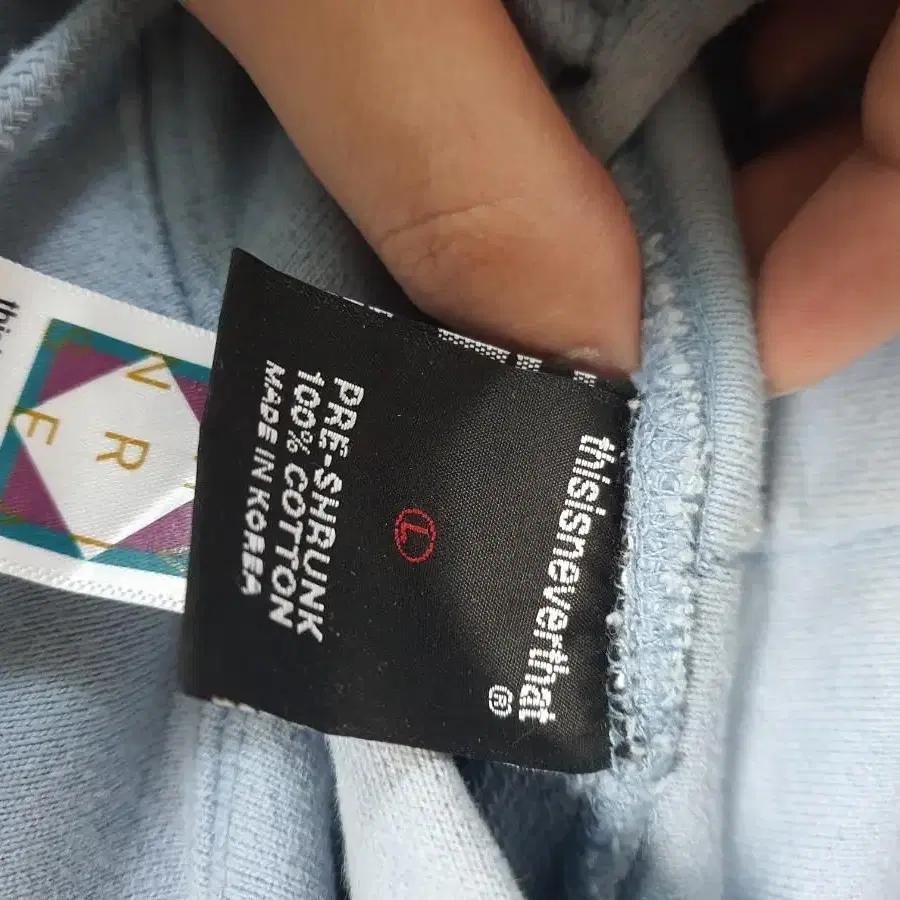 thisisneverthat®
L
PRE-SHRUNK
100% COTTON
MADE IN KOREA
N
R
E